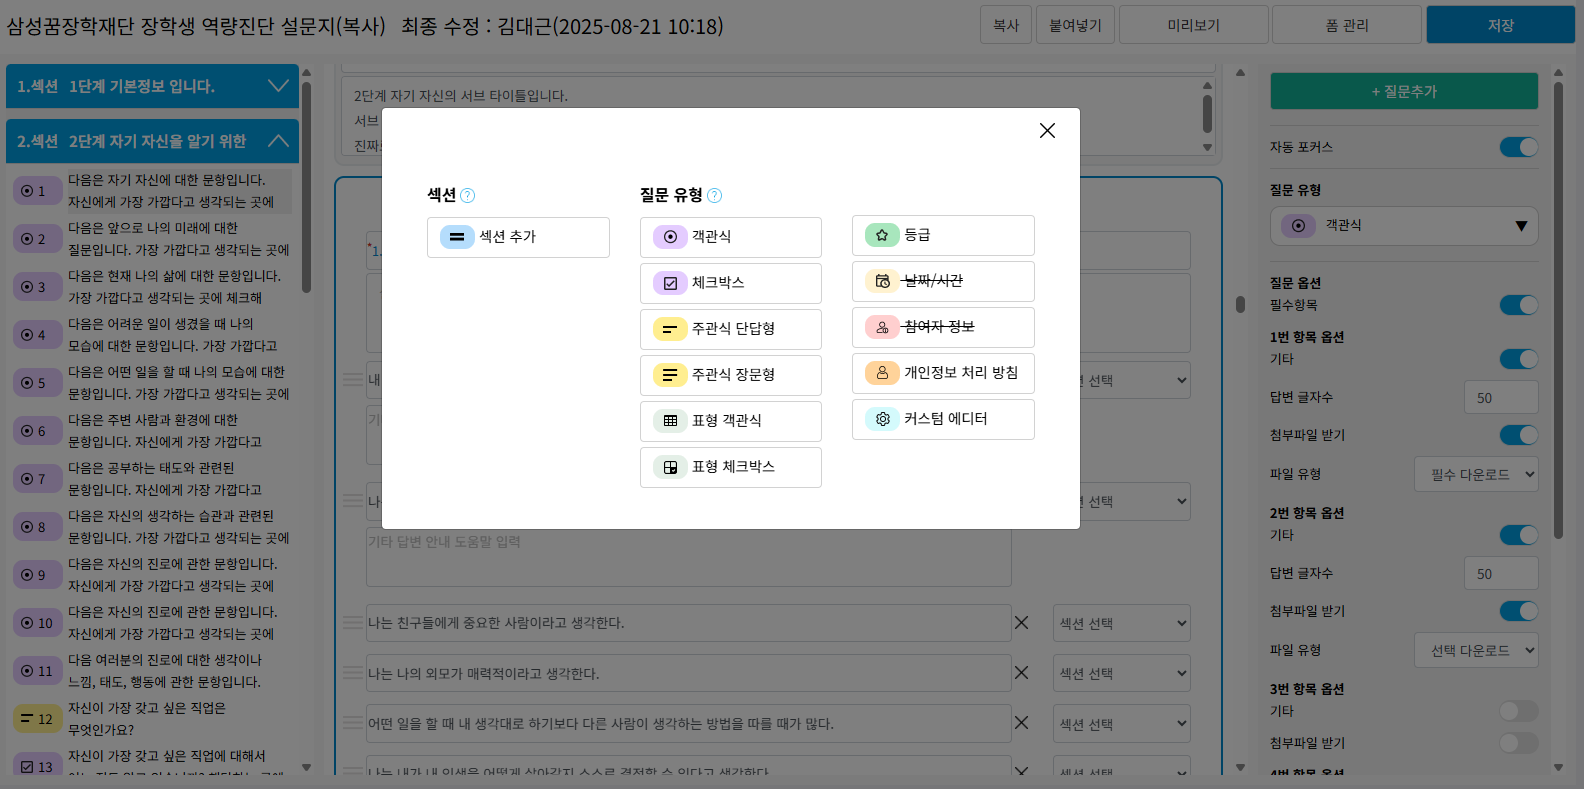 삼성꿈장학재단 장학생 역량진단 설문지(복사) 최종 수정 : 김대근(2025-08-21 10:18)
복사
붙여넣기
미리보기
폼 관리
저장
1.섹션 1단계 기본정보 입니다.
2.섹션 2단계 자기 자신을 알기 위한
1 다음은 자기 자신에 대한 문항입니다.
자신에게 가장 가깝다고 생각되는 곳에
2 다음은 앞으로 나의 미래에 대한
질문입니다. 가장 가깝다고 생각되는 곳에
3 다음은 현재 나의 삶에 대한 문항입니다.
가장 가깝다고 생각되는 곳에 체크해
4 다음은 어려운 일이 생겼을 때 나의
모습에 대한 문항입니다. 가장 가깝다고
5 다음은 어떤 일을 할 때 나의 모습에 대한
문항입니다. 가장 가깝다고 생각되는 곳에
6 다음은 주변 사람과 환경에 대한
문항입니다. 자신에게 가장 가깝다고
7 다음은 공부하는 태도와 관련된
문항입니다. 자신에게 가장 가깝다고
8 다음은 자신의 생각하는 습관과 관련된
문항입니다. 가장 가깝다고 생각되는 곳에
9 다음은 자신의 진로에 관한 문항입니다.
자신에게 가장 가깝다고 생각되는 곳에
10 다음은 자신의 진로에 관한 문항입니다.
자신에게 가장 가깝다고 생각되는 곳에
11 다음 여러분의 진로에 대한 생각이나
느낌, 태도, 행동에 관한 문항입니다.
12 자신이 가장 갖고 싶은 직업은
무엇인가요?
13 자신이 가장 갖고 싶은 직업에 대해서
2단계 자기 자신의 서브 타이틀입니다.
서브
*1.
내
기
나
선택
선택
섹션
섹션 추가
질문 유형
객관식
체크박스
주관식 단답형
주관식 장문형
표형 객관식
표형 체크박스
등급
날짜/시간
참여자 정보
개인정보 처리 방침
커스텀 에디터
기타 답변 안내 도움말 입력
나는 친구들에게 중요한 사람이라고 생각한다.
섹션 선택
나는 나의 외모가 매력적이라고 생각한다.
섹션 선택
어떤 일을 할 때 내 생각대로 하기보다 다른 사람이 생각하는 방법을 따를 때가 많다.
섹션 선택
나는 내가 내 인생을 어떻게 살아갈지 스스로 결정할 수 있다고 생각한다.
섹션 선택
+ 질문추가
자동 포커스
질문 유형
객관식
질문 옵션
필수항목
1번 항목 옵션
기타
답변 글자수 50
첨부파일 받기
파일 유형 필수 다운로드
2번 항목 옵션
기타
답변 글자수 50
첨부파일 받기
파일 유형 선택 다운로드
3번 항목 옵션
기타
첨부파일 받기
4번 항목 옵션